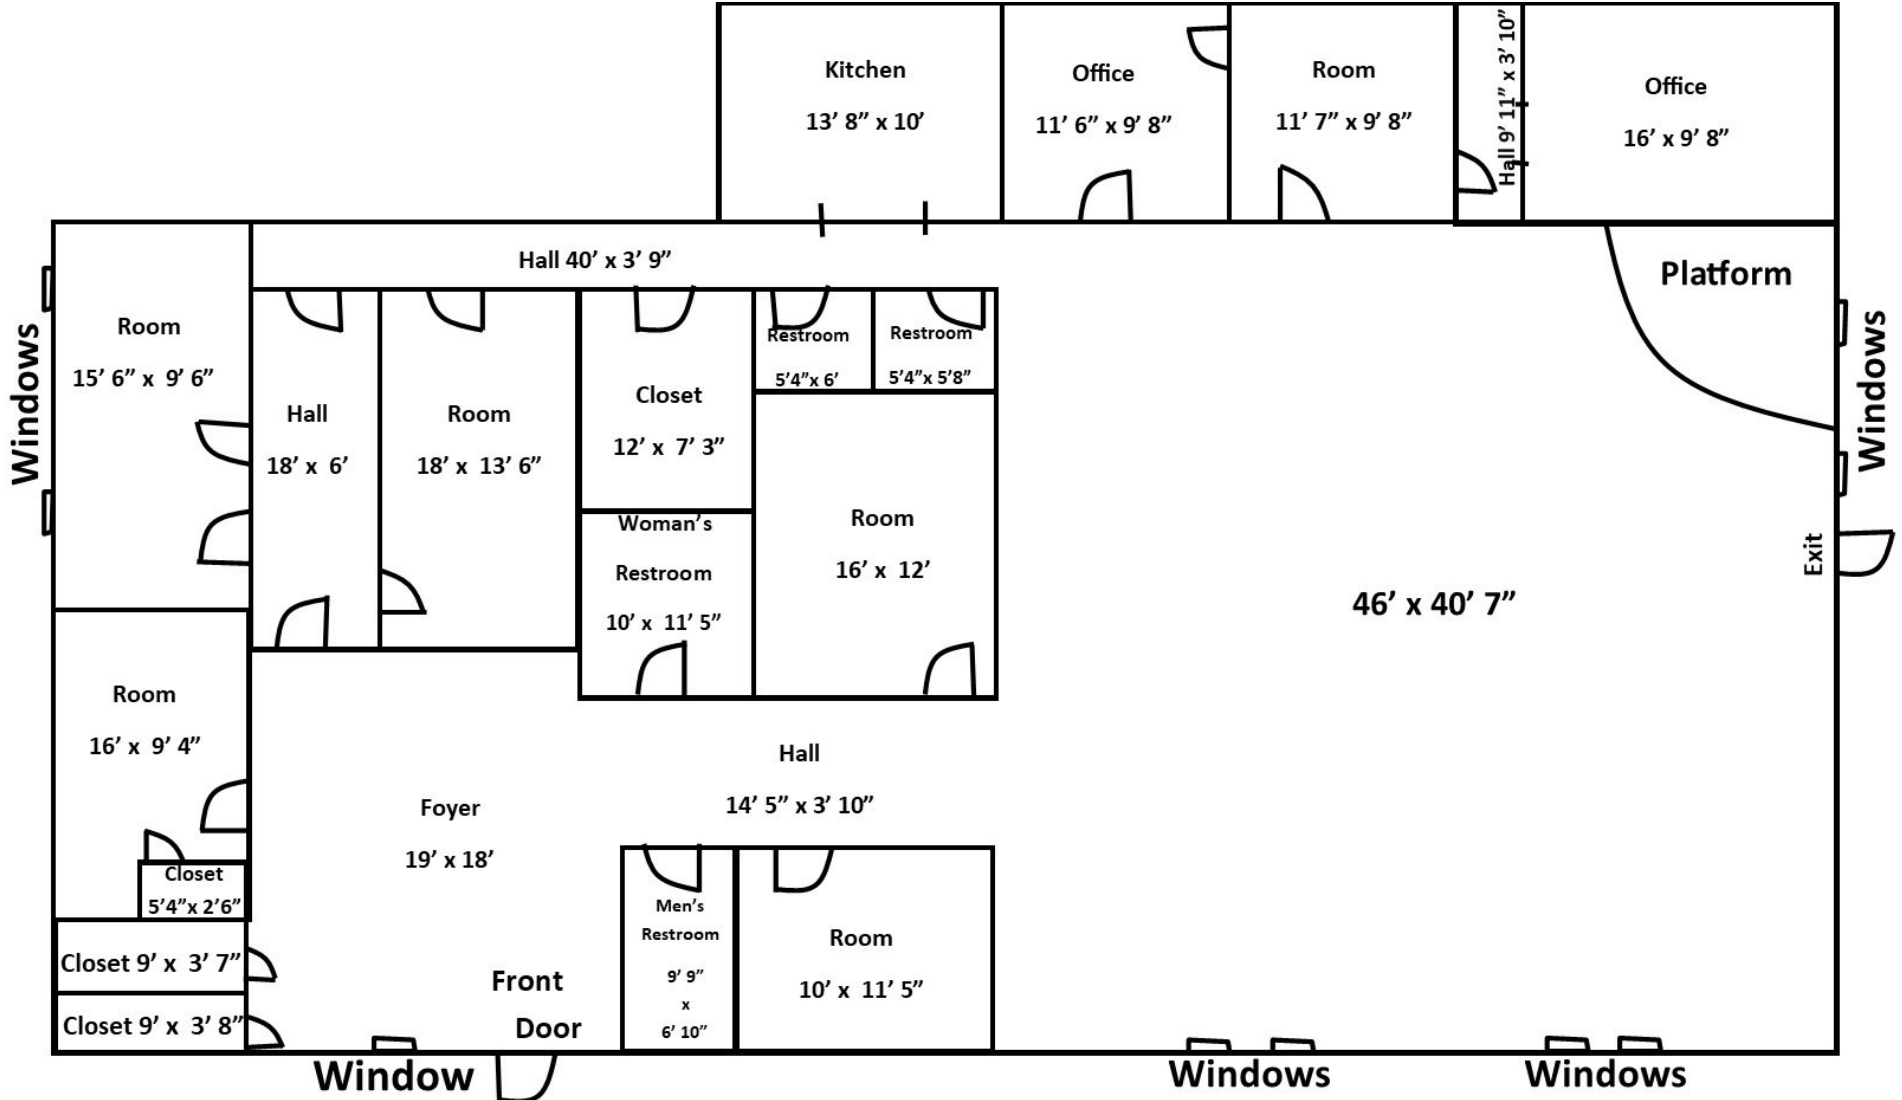 Kitchen
13’ 8” x 10’
Office
11’ 6” x 9’ 8”
Room
11’ 7” x 9’ 8”
Hall 9’ 11” x 3’ 10”
Office
16’ x 9’ 8”
Hall 40’ x 3’ 9”
Platform
Windows
Room
15’ 6” x 9’ 6”
Hall
18’ x 6’
Room
18’ x 13’ 6”
Closet
12’ x 7’ 3”
Restroom
5’4”x 6’
Restroom
5’4”x 5’8”
Windows
Woman’s
Restroom
10’ x 11’ 5”
Room
16’ x 12’
46’ x 40’ 7”
Exit
Room
16’ x 9’ 4”
Closet
5’4”x 2’6”
Closet 9’ x 3’ 7”
Closet 9’ x 3’ 8”
Foyer
19’ x 18’
Hall
14’ 5” x 3’ 10”
Front
Door
Men’s
Restroom
9’ 9”
x
6’ 10”
Room
10’ x 11’ 5”
Window
Windows
Windows